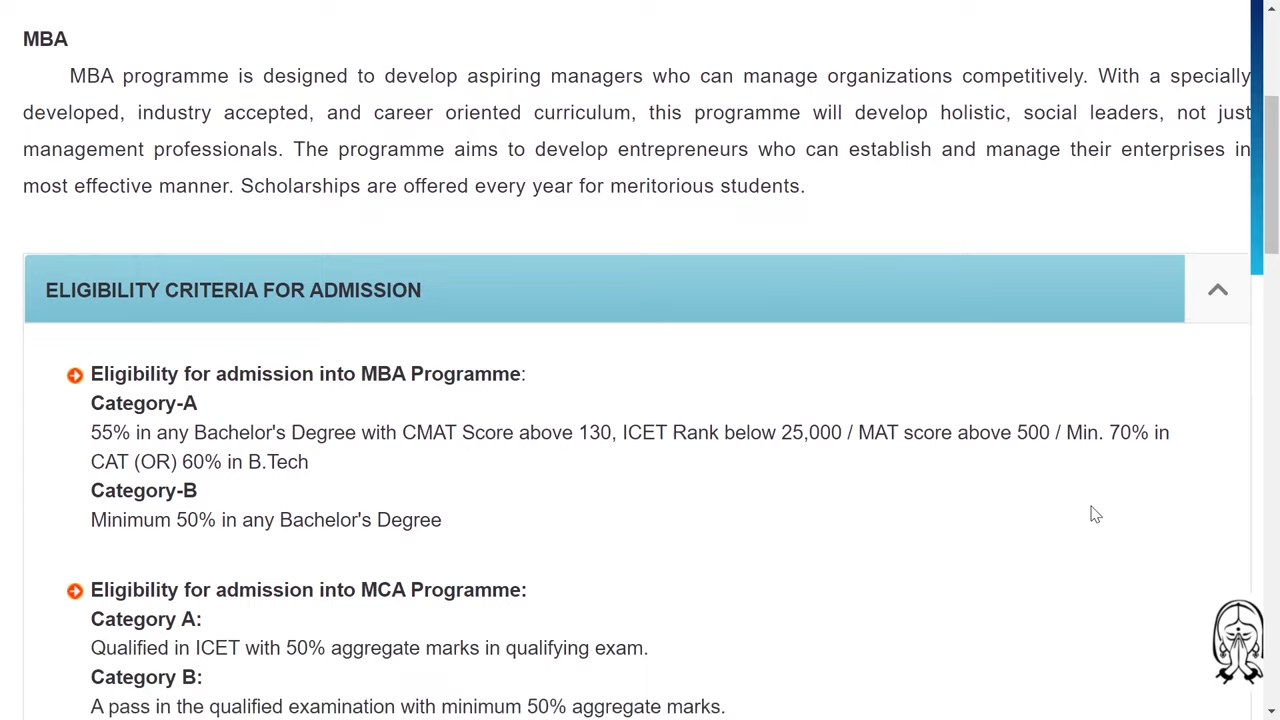 MBA
MBA programme is designed to develop aspiring managers who can manage organizations competitively. With a specially
developed, industry accepted, and career oriented curriculum, this programme will develop holistic, social leaders, not just
management professionals. The programme aims to develop entrepreneurs who can establish and manage their enterprises in
most effective manner. Scholarships are offered every year for meritorious students.
ELIGIBILITY CRITERIA FOR ADMISSION
Eligibility for admission into MBA Programme:
Category-A
55% in any Bachelor's Degree with CMAT Score above 130, ICET Rank below 25,000 / MAT score above 500 / Min. 70% in
CAT (OR) 60% in B.Tech
Category-B
Minimum 50% in any Bachelor's Degree
Eligibility for admission into MCA Programme:
Category A:
Qualified in ICET with 50% aggregate marks in qualifying exam.
Category B:
A pass in the qualified examination with minimum 50% aggregate marks.